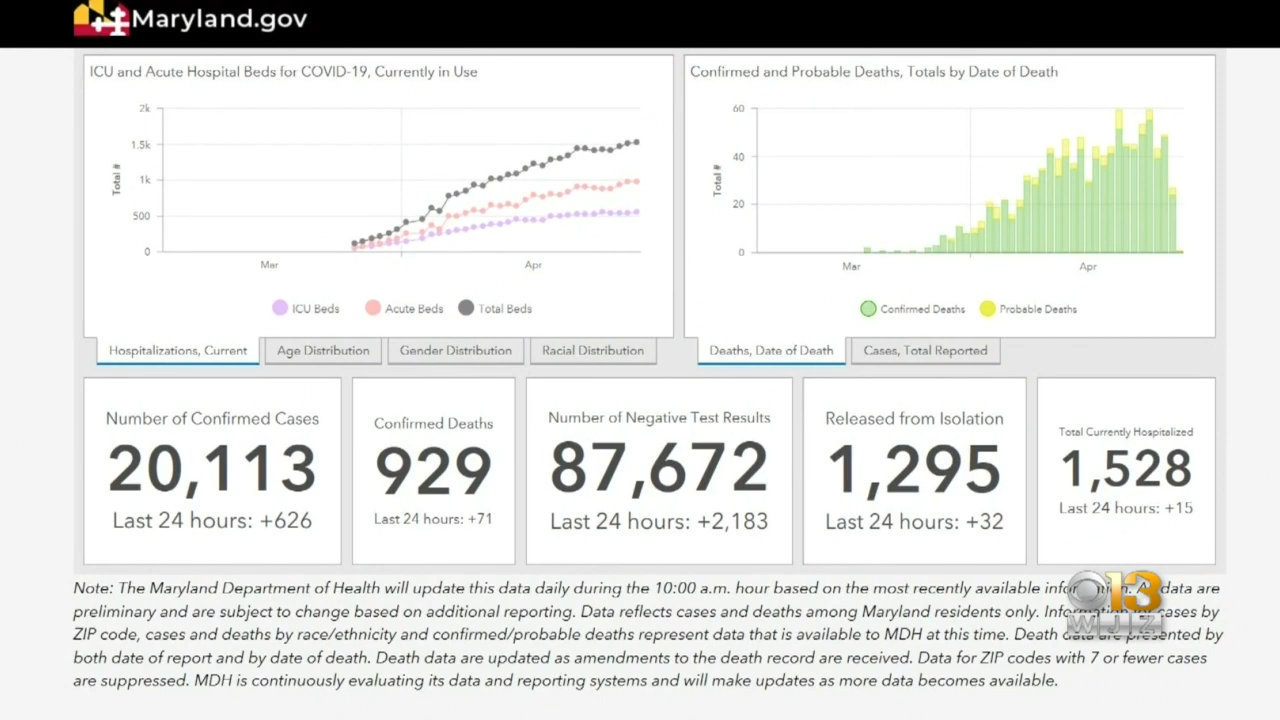 Maryland.gov
ICU and Acute Hospital Beds for COVID-19, Currently in Use
2k
1.5k
1k
500
0
Total #
Mar
Apr
ICU Beds
Acute Beds
Total Beds
Confirmed and Probable Deaths, Totals by Date of Death
60
40
20
0
Total #
Mar
Apr
Confirmed Deaths
Probable Deaths
Hospitalizations, Current
Age Distribution
Gender Distribution
Racial Distribution
Deaths, Date of Death
Cases, Total Reported
Number of Confirmed Cases
20,113
Last 24 hours: +626
Confirmed Deaths
929
Last 24 hours: +71
Number of Negative Test Results
87,672
Last 24 hours: +2,183
Released from Isolation
1,295
Last 24 hours: +32
Total Currently Hospitalized
1,528
Last 24 hours: +15
Note: The Maryland Department of Health will update this data daily during the 10:00 a.m. hour based on the most recently available data are
preliminary and are subject to change based on additional reporting. Data reflects cases and deaths among Maryland residents only. Information for cases by
ZIP code, cases and deaths by race/ethnicity and confirmed/probable deaths represent data that is available to MDH at this time. Death data are presented by
both date of report and by date of death. Death data are updated as amendments to the death record are received. Data for ZIP codes with 7 or fewer cases
are suppressed. MDH is continuously evaluating its data and reporting systems and will make updates as more data becomes available.
13
WJZ